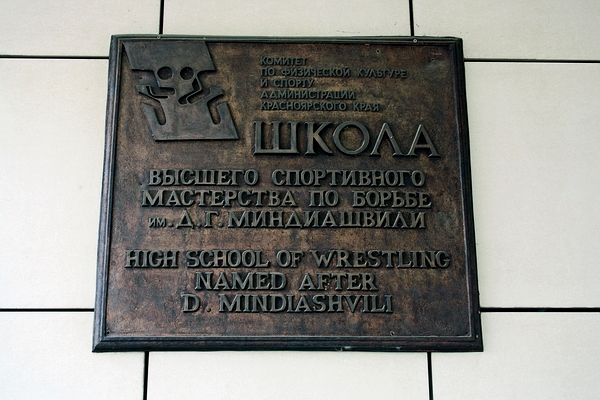 КОМИТЕТ
ПО ФИЗИЧЕСКОЙ КУЛЬТУРЕ
И СПОРТУ
АДМИНИСТРАЦИИ
КРАСНОЯРСКОГО КРАЯ
ШКОЛА
ВЫСШЕГО СПОРТИВНОГО
МАСТЕРСТВА ПО БОРЬБЕ
ИМ. Д. Г. МИНДИАШВИЛИ
HIGH SCHOOL OF WRESTLING
NAMED AFTER
D. MINDIASHVILI